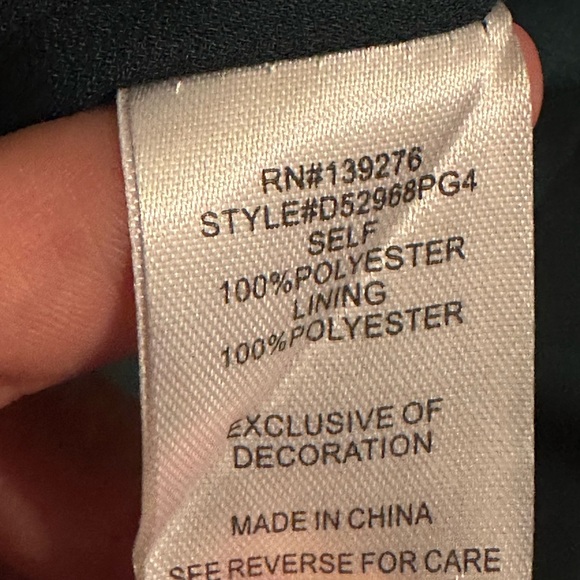 RN#139276
STYLE#D52968PG4
SELF
100%POLYESTER
LINING
100%POLYESTER
EXCLUSIVE OF
DECORATION
MADE IN CHINA
SEE REVERSE FOR CARE